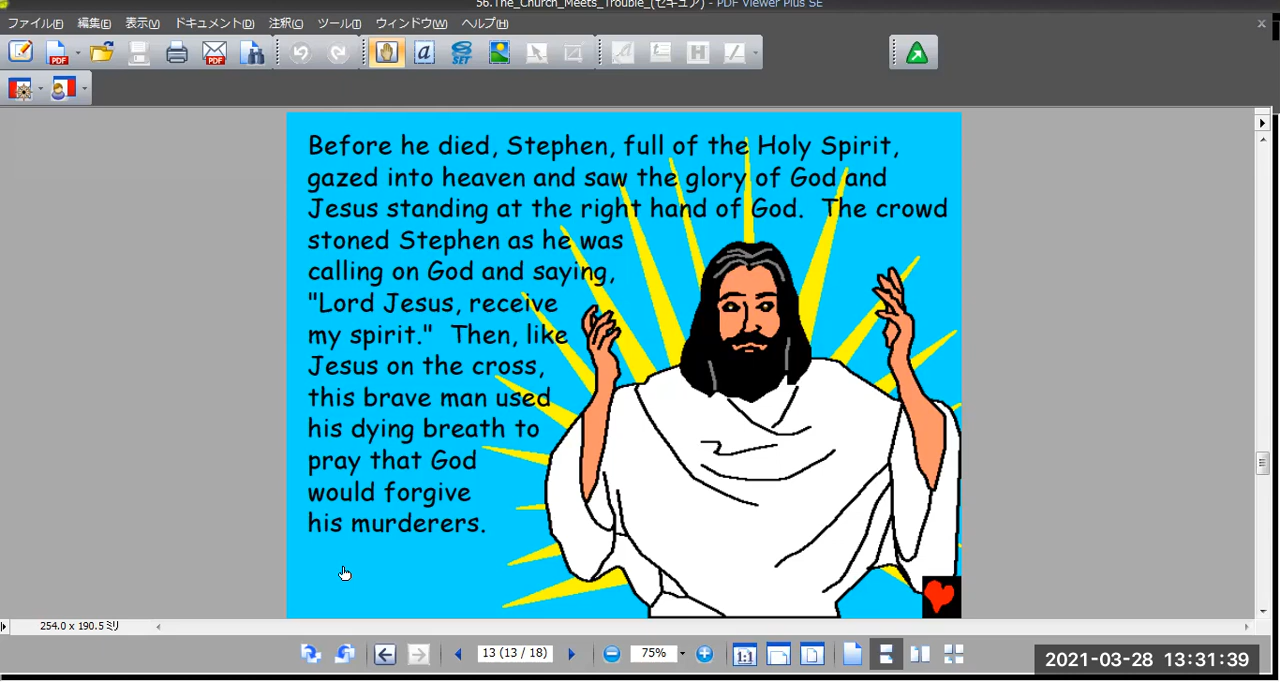 56.The_Church_Meets_Trouble_(セキュア) - PDF Viewer Plus SE
ファイル(F) 編集(E) 表示(V) ドキュメント(D) 注釈(C) ツール(T) ウィンドウ(W) ヘルプ(H)
Before he died, Stephen, full of the Holy Spirit,
gazed into heaven and saw the glory of God and
Jesus standing at the right hand of God.  The crowd
stoned Stephen as he was
calling on God and saying,
"Lord Jesus, receive
my spirit."  Then, like
Jesus on the cross,
this brave man used
his dying breath to
pray that God
would forgive
his murderers.
254.0 x 190.5 ミリ
13 (13 / 18) 75%
2021-03-28 13:31:39